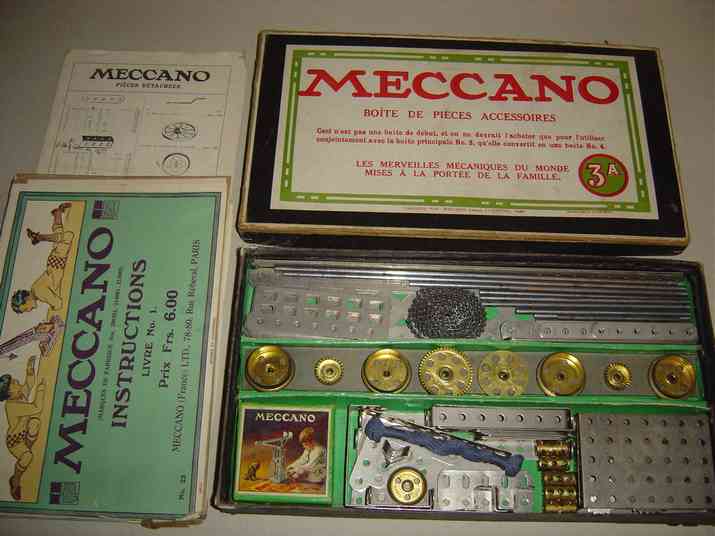 MECCANO
PIÈCES DÉTACHÉES
MECCANO
BOÎTE DE PIÈCES ACCESSOIRES
Ceci n'est pas une boîte de début, et on ne devrait l'acheter que pour l'utiliser
conjointement avec la boîte principale No. 3, qu'elle convertit en une boîte No. 4.
LES MERVEILLES MÉCANIQUES DU MONDE
MISES À LA PORTÉE DE LA FAMILLE.
3A
MECCANO
INSTRUCTIONS
LIVRE No. 1.
Prix Frs. 6.00
MECCANO (France) LTD., 78-80, Rue Rébeval, PARIS
No. 23
MECCANO